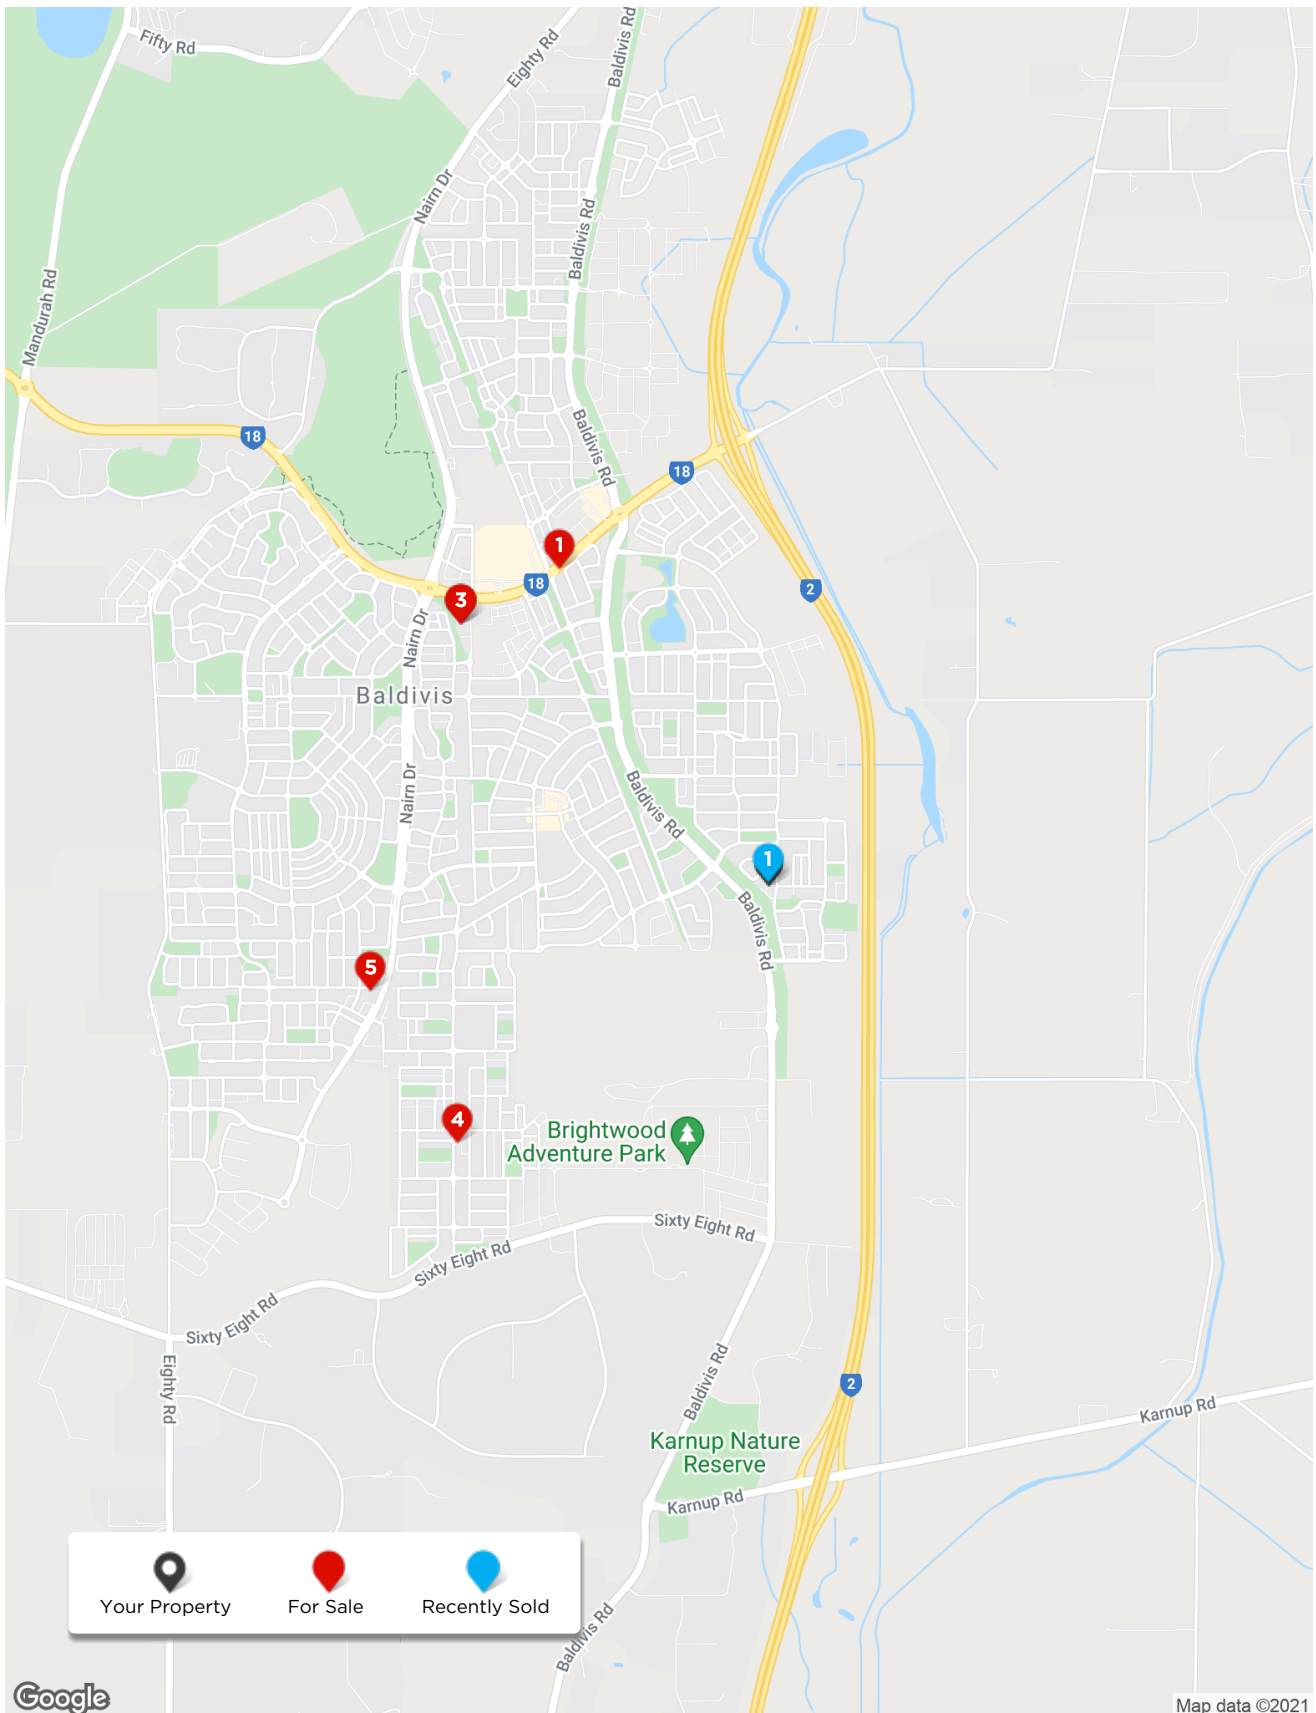 Fifty Rd
Eighty Rd
Baldivis Rd
Nairn Dr
Baldivis Rd
Mandurah Rd
Baldivis Rd
18
18
1
18
2
3
Nairn Dr
Baldivis
Nairn Dr
Baldivis Rd
1
Baldivis Rd
5
4
Brightwood
Adventure Park
Sixty Eight Rd
Sixty Eight Rd
Sixty Eight Rd
Eighty Rd
Baldivis Rd
2
Karnup Rd
Karnup Nature
Reserve
Karnup Rd
Your Property
For Sale
Recently Sold
Baldivis Rd
Google
Map data ©2021